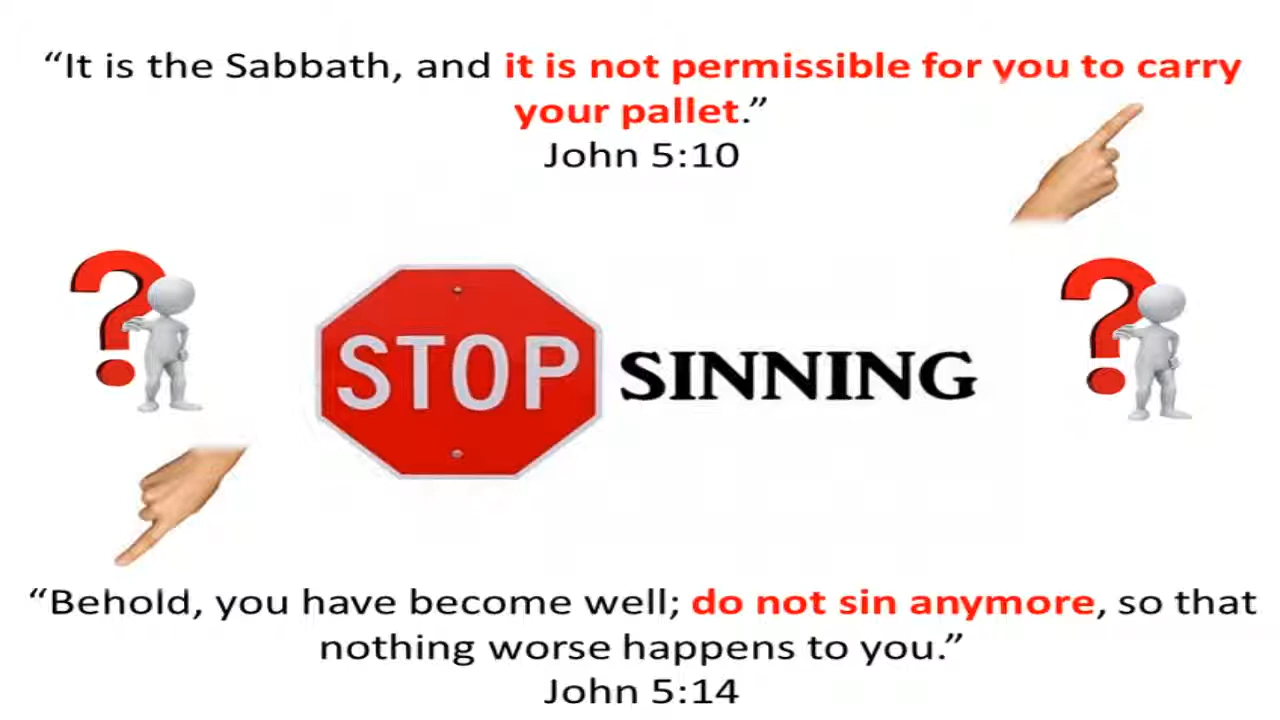 “It is the Sabbath, and it is not permissible for you to carry
your pallet.”
John 5:10
STOP SINNING
“Behold, you have become well; do not sin anymore, so that
nothing worse happens to you.”
John 5:14